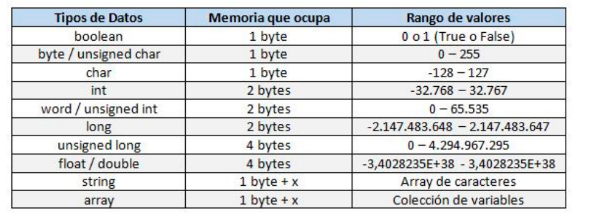 Tipos de Datos Memoria que ocupa Rango de valores
boolean 1 byte 0 o 1 (True o False)
byte / unsigned char 1 byte 0 – 255
char 1 byte -128 – 127
int 2 bytes -32.768 – 32.767
word / unsigned int 2 bytes 0 – 65.535
long 2 bytes -2.147.483.648 – 2.147.483.647
unsigned long 4 bytes 0 – 4.294.967.295
float / double 4 bytes -3,4028235E+38 - 3,4028235E+38
string 1 byte + x Array de caracteres
array 1 byte + x Colección de variables